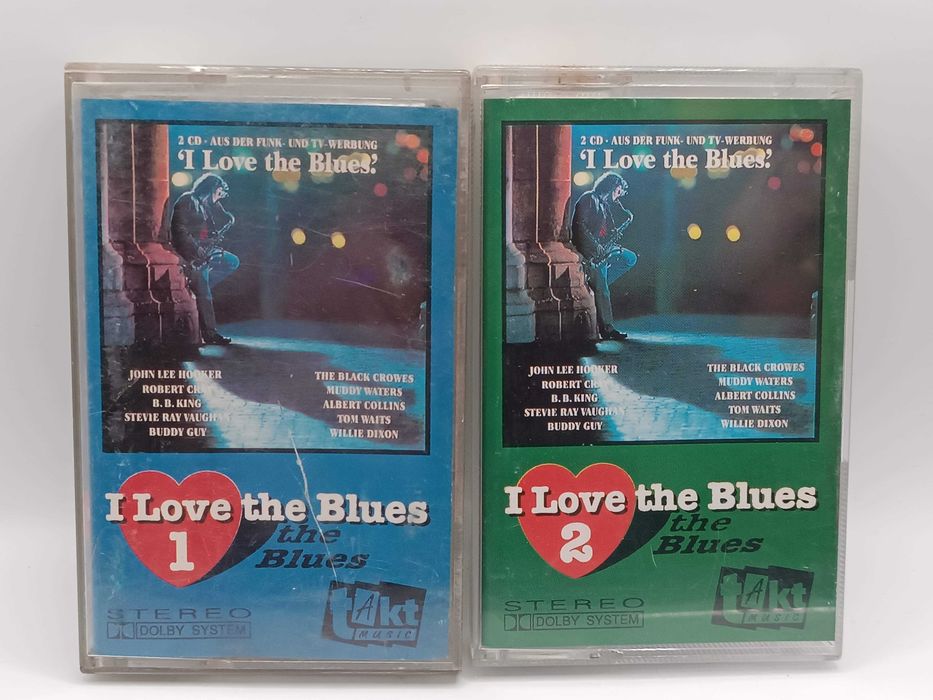 2 CD - AUS DER FUNK- UND TV-WERBUNG
'I Love the Blues.'
JOHN LEE HOOKER
ROBERT CRAY
B. B. KING
STEVIE RAY VAUGHAN
BUDDY GUY
THE BLACK CROWES
MUDDY WATERS
ALBERT COLLINS
TOM WAITS
WILLIE DIXON
I Love the Blues
1
the
Blues
STEREO
DOLBY SYSTEM
tAkt
MUSIC
2 CD - AUS DER FUNK- UND TV-WERBUNG
'I Love the Blues.'
JOHN LEE HOOKER
ROBERT CRAY
B. B. KING
STEVIE RAY VAUGHAN
BUDDY GUY
THE BLACK CROWES
MUDDY WATERS
ALBERT COLLINS
TOM WAITS
WILLIE DIXON
I Love the Blues
2
the
Blues
STEREO
DOLBY SYSTEM
tAkt
MUSIC